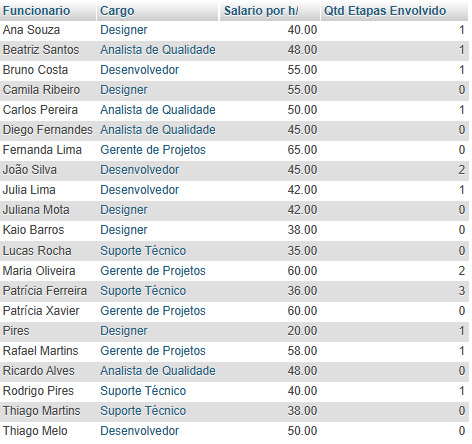 Funcionario Cargo Salario por h/ Qtd Etapas Envolvido
Ana Souza Designer 40.00 1
Beatriz Santos Analista de Qualidade 48.00 1
Bruno Costa Desenvolvedor 55.00 1
Camila Ribeiro Designer 55.00 0
Carlos Pereira Analista de Qualidade 50.00 1
Diego Fernandes Analista de Qualidade 45.00 0
Fernanda Lima Gerente de Projetos 65.00 0
João Silva Desenvolvedor 45.00 2
Julia Lima Desenvolvedor 42.00 1
Juliana Mota Designer 42.00 0
Kaio Barros Designer 38.00 0
Lucas Rocha Suporte Técnico 35.00 0
Maria Oliveira Gerente de Projetos 60.00 2
Patrícia Ferreira Suporte Técnico 36.00 3
Patrícia Xavier Gerente de Projetos 60.00 0
Pires Designer 20.00 1
Rafael Martins Gerente de Projetos 58.00 1
Ricardo Alves Analista de Qualidade 48.00 0
Rodrigo Pires Suporte Técnico 40.00 1
Thiago Martins Suporte Técnico 38.00 0
Thiago Melo Desenvolvedor 50.00 0